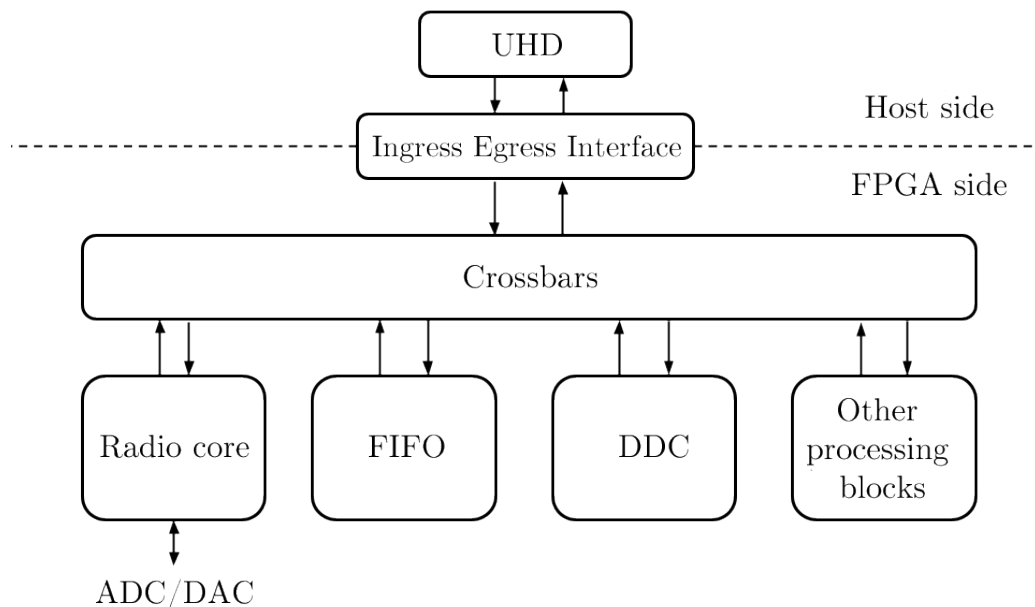 UHD
Host side
Ingress Egress Interface
FPGA side
Crossbars
Radio core
FIFO
DDC
Other
processing
blocks
ADC/DAC